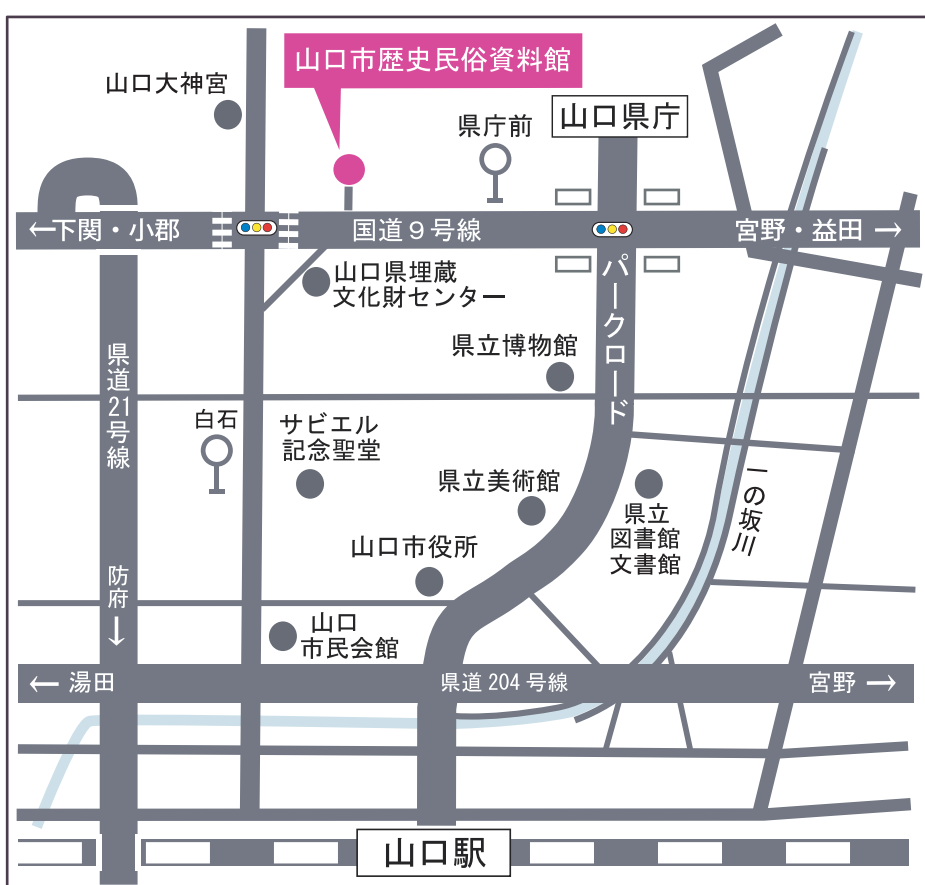 山口市歴史民俗資料館
山口大神宮
県庁前
山口県庁
←下関・小郡
国道9号線
宮野・益田→
山口県埋蔵
文化財センター
パークロード
県立博物館
県道21号線
白石
サビエル
記念聖堂
県立美術館
県立
図書館
文書館
一の坂川
山口市役所
防府↓
山口
市民会館
←湯田
県道204号線
宮野→
山口駅